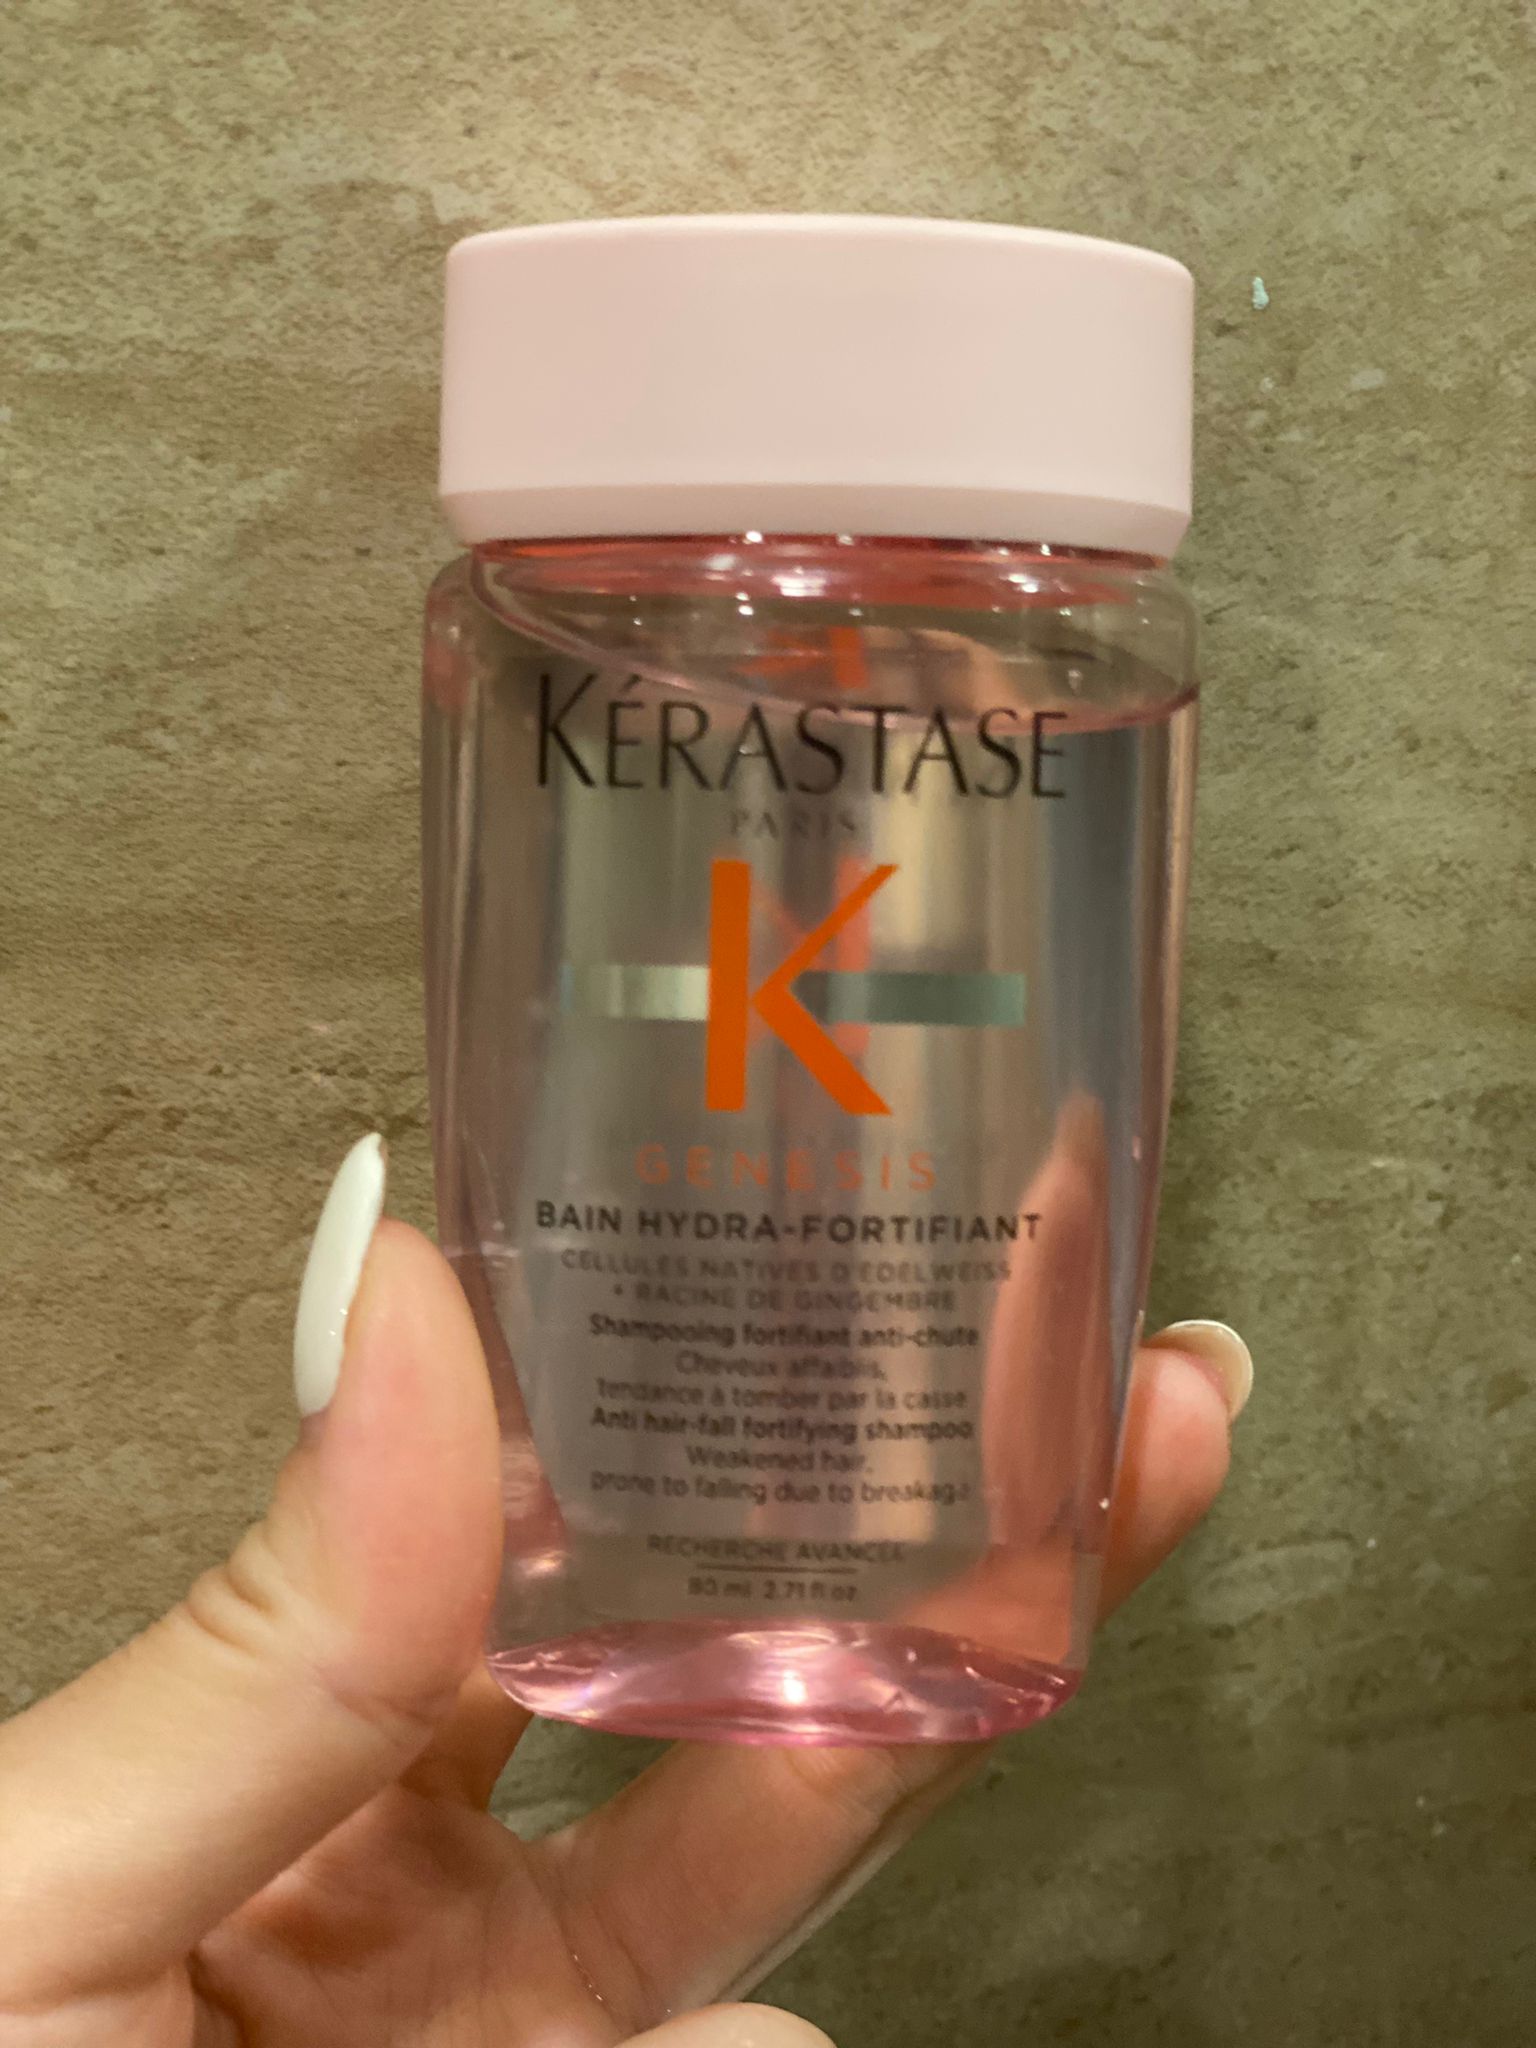 KÉRASTASE
PARIS
K
GENESIS
BAIN HYDRA-FORTIFIANT
CELLULES NATIVES D'EDELWEISS
+ RACINE DE GINGEMBRE
Shampooing fortifiant anti-chute
Cheveux affaiblis,
tendance à tomber par la casse
Anti hair-fall fortifying shampoo
Weakened hair,
prone to falling due to breakage
RECHERCHE AVANCÉE
80 ml 2.71 fl oz